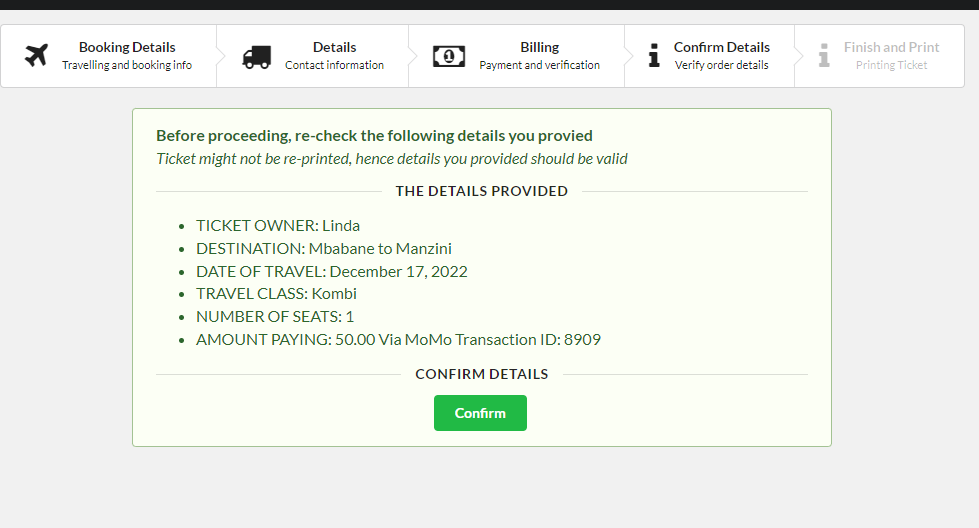 Booking Details
Travelling and booking info
Details
Contact information
Billing
Payment and verification
Confirm Details
Verify order details
Finish and Print
Printing Ticket
Before proceeding, re-check the following details you provied
Ticket might not be re-printed, hence details you provided should be valid
THE DETAILS PROVIDED
TICKET OWNER: Linda
DESTINATION: Mbabane to Manzini
DATE OF TRAVEL: December 17, 2022
TRAVEL CLASS: Kombi
NUMBER OF SEATS: 1
AMOUNT PAYING: 50.00 Via MoMo Transaction ID: 8909
CONFIRM DETAILS
Confirm